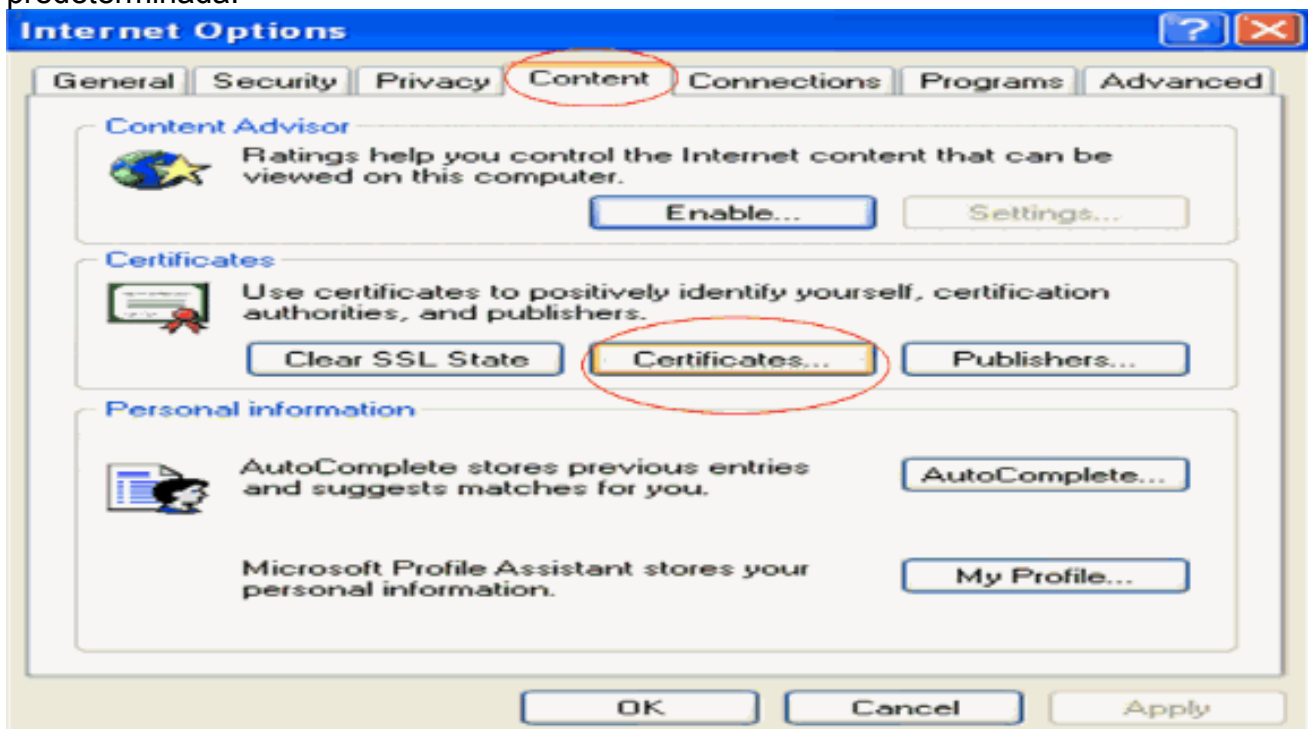 predeterminada.
Internet Options
General Security Privacy Content Connections Programs Advanced
Content Advisor
Ratings help you control the Internet content that can be
viewed on this computer.
Enable... Settings...
Certificates
Use certificates to positively identify yourself, certification
authorities, and publishers.
Clear SSL State Certificates... Publishers...
Personal information
AutoComplete stores previous entries
and suggests matches for you.
AutoComplete...
Microsoft Profile Assistant stores your
personal information.
My Profile...
OK Cancel Apply